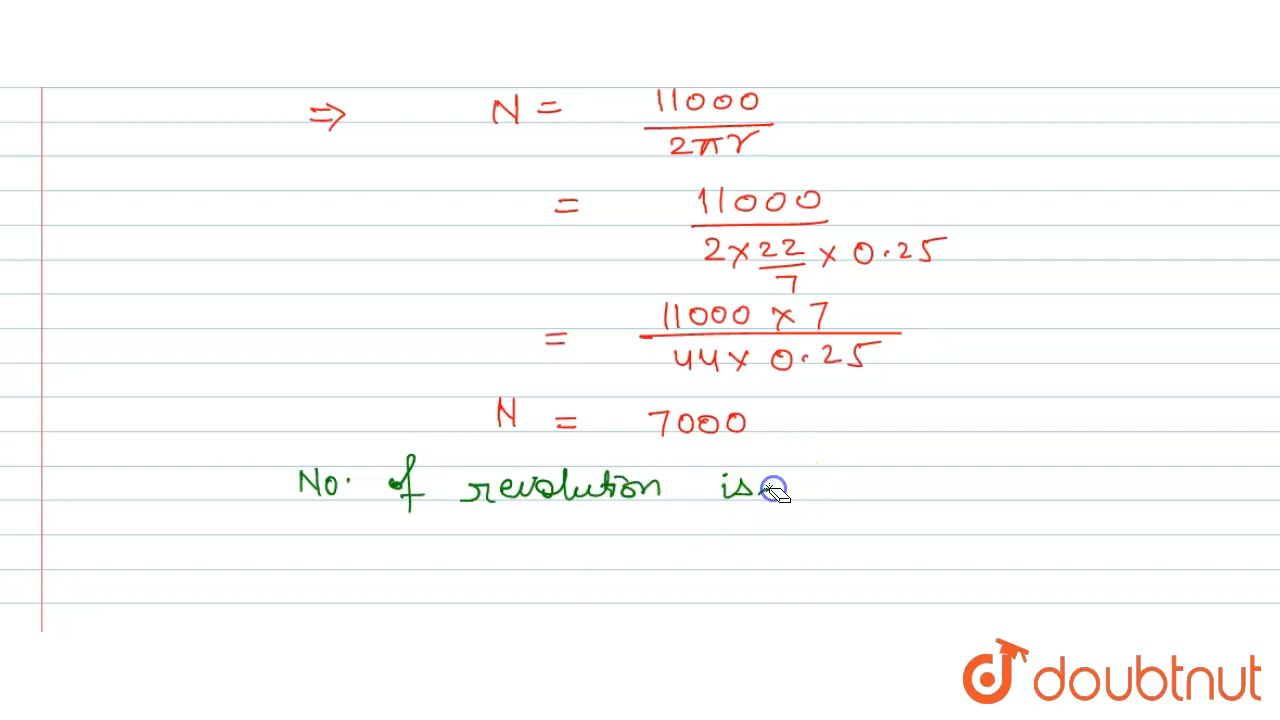 ⇒ N = 11000
2πr
= 11000
2 × 22/7 × 0.25
= 11000 × 7
44 × 0.25
N = 7000
No. of revolution is
doubtnut